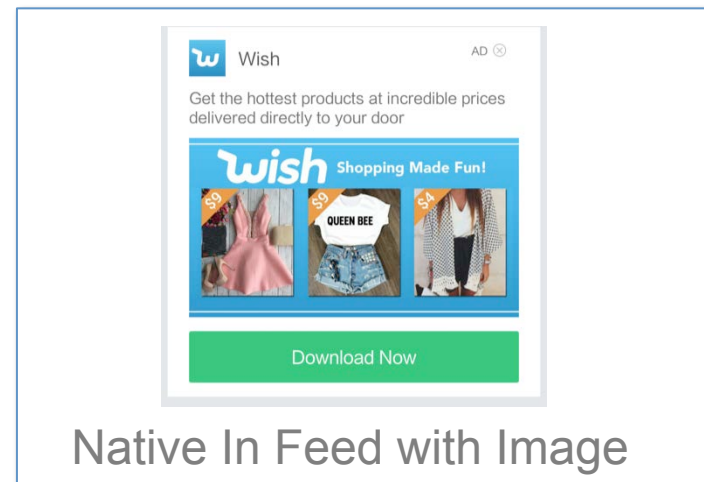 Wish
AD
Get the hottest products at incredible prices
delivered directly to your door
wish Shopping Made Fun!
$9 $9 $4
QUEEN BEE
Download Now
Native In Feed with Image